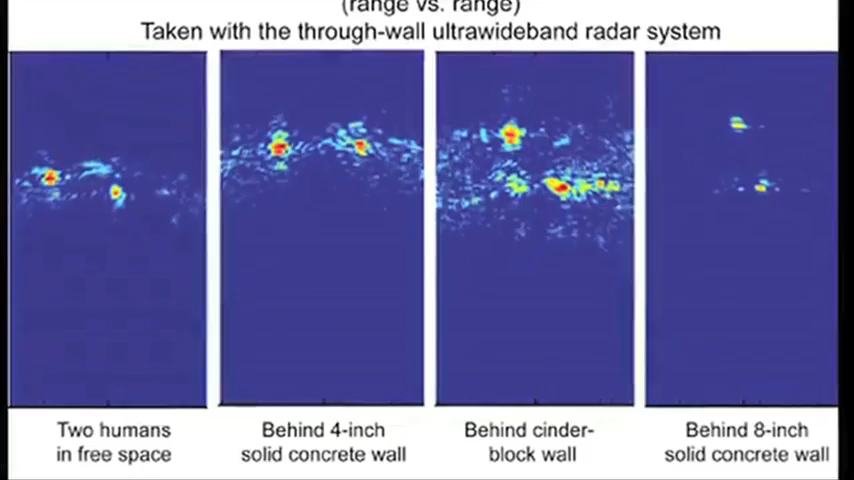 (range vs. range)
Taken with the through-wall ultrawideband radar system
Two humans
in free space
Behind 4-inch
solid concrete wall
Behind cinder-
block wall
Behind 8-inch
solid concrete wall